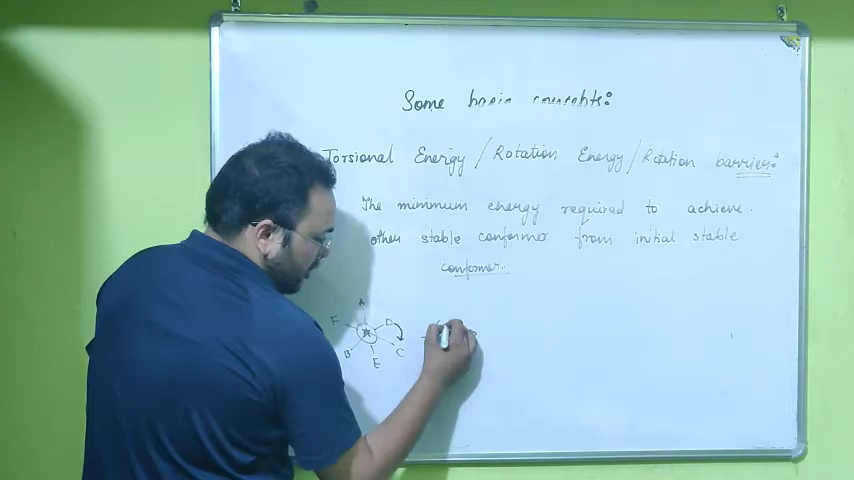 Some basic concepts:
Torsional Energy / Rotation Energy / Rotation barrier:
The minimum energy required to achieve
other stable conformer from initial stable
conformer.
A
F D
B C
E